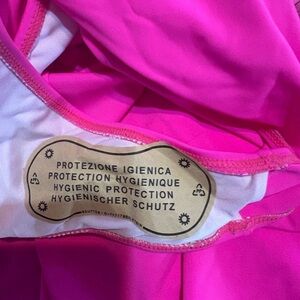 PROTEZIONE IGIENICA
PROTECTION HYGIENIQUE
HYGIENIC PROTECTION
HYGIENISCHER SCHUTZ